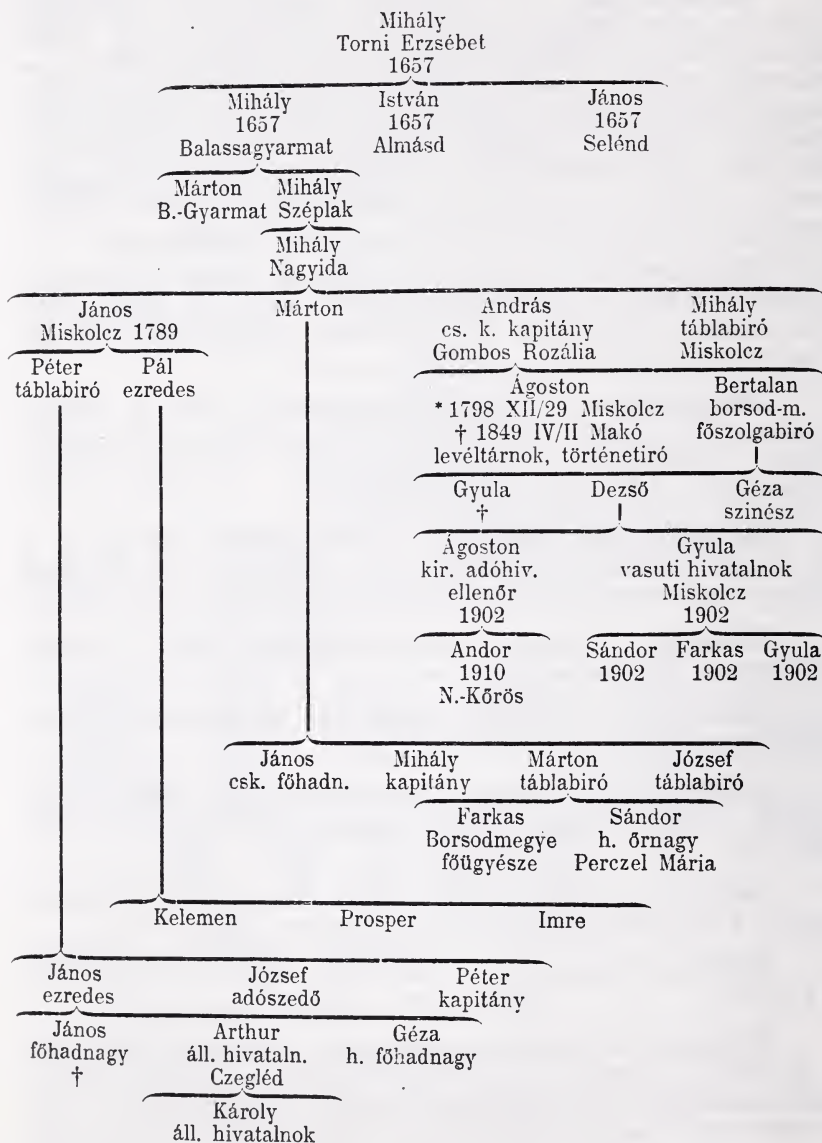 Mihály
Torni Erzsébet
1657
Mihály István János
1657 1657 1657
Balassagyarmat Almásd Selénd
Márton Mihály
B.-Gyarmat Széplak
Mihály
Nagyida
János Márton András Mihály
Miskolcz 1789 cs. k. kapitány táblabiró
Gombos Rozália Miskolcz
Péter Pál
táblabiró ezredes
Ágoston Bertalan
* 1798 XII/29 Miskolcz borsod-m.
† 1849 IV/II Makó főszolgabiró
levéltárnok, történetiró
Gyula Dezső Géza
† szinész
Ágoston Gyula
kir. adóhiv. vasuti hivatalnok
ellenőr Miskolcz
1902 1902
Andor Sándor Farkas Gyula
1910 1902 1902 1902
N.-Kőrös
János Mihály Márton József
csk. főhadn. kapitány táblabiró táblabiró
Farkas Sándor
Borsodmegye h. őrnagy
főügyésze Perczel Mária
Kelemen Prosper Imre
János József Péter
ezredes adószedő kapitány
János Arthur Géza
főhadnagy áll. hivataln. h. főhadnagy
† Czegléd
Károly
áll. hivatalnok